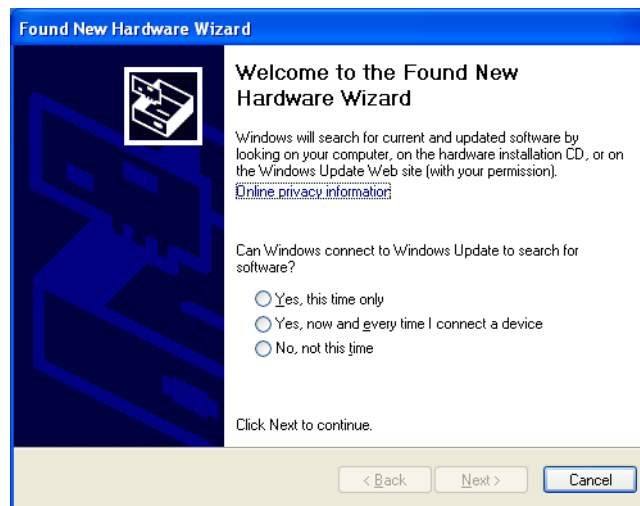 Found New Hardware Wizard
Welcome to the Found New
Hardware Wizard
Windows will search for current and updated software by
looking on your computer, on the hardware installation CD, or on
the Windows Update Web site (with your permission).
Online privacy information
Can Windows connect to Windows Update to search for
software?
Yes, this time only
Yes, now and every time I connect a device
No, not this time
Click Next to continue.
< Back Next > Cancel